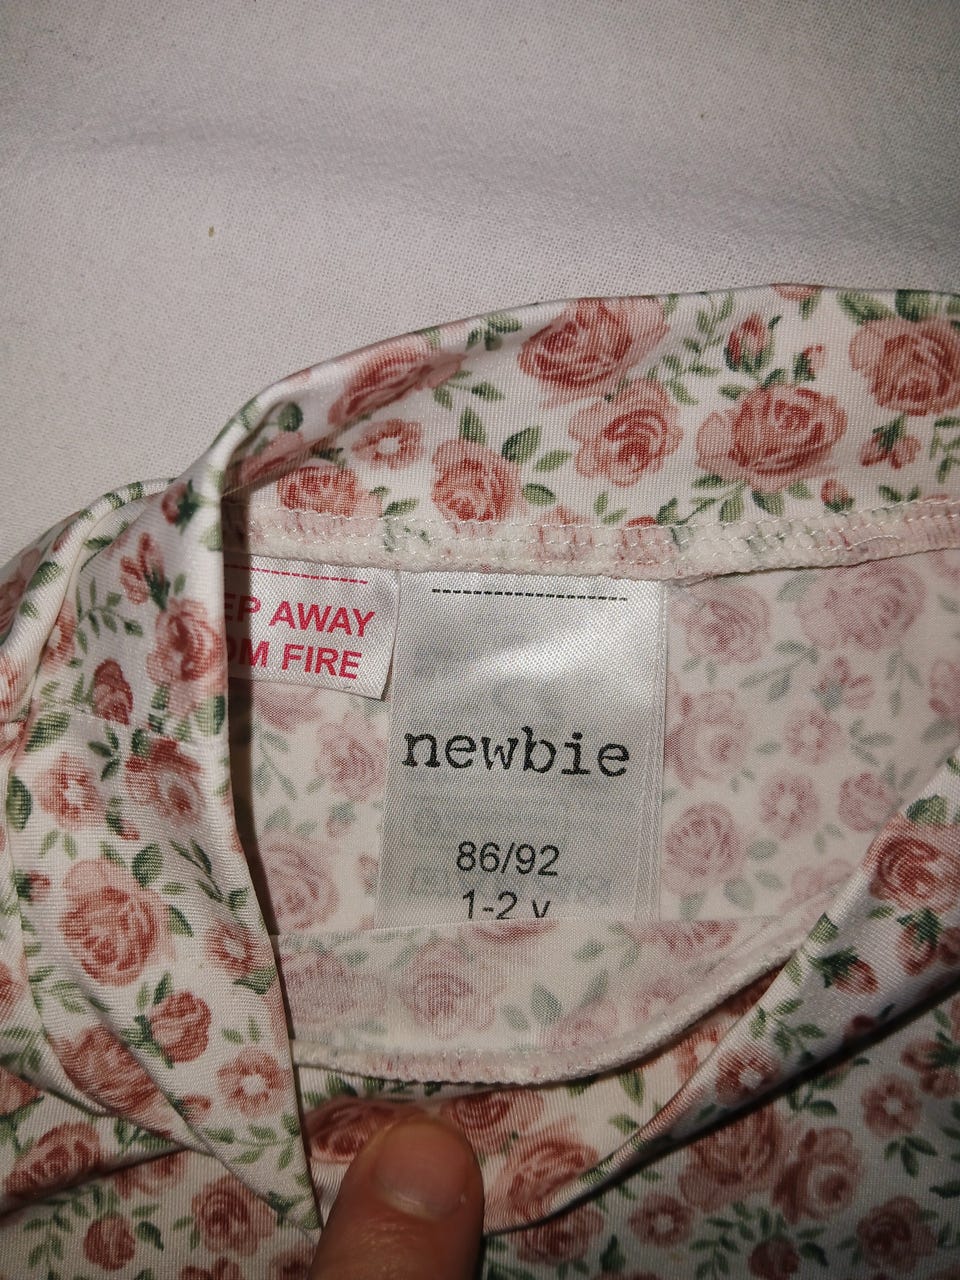 EP AWAY
OM FIRE
newbie
86/92
1-2 y